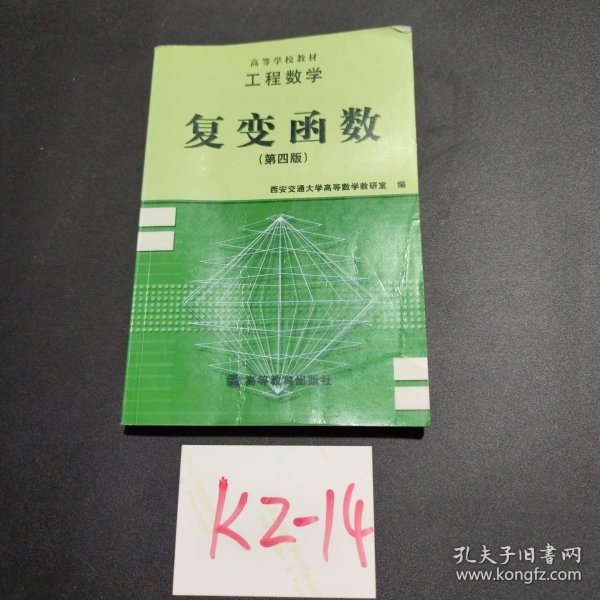 高等学校教材
工程数学
复变函数
(第四版)
西安交通大学高等数学教研室 编
高等教育出版社
KZ-14
孔夫子旧书网
www.kongfz.com